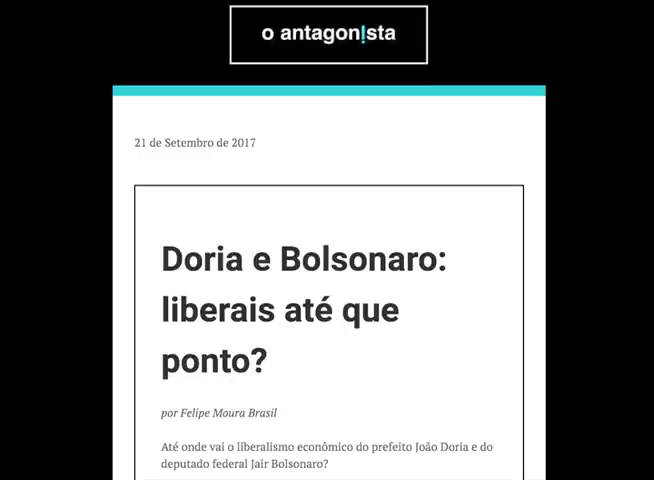 o antagon!sta
21 de Setembro de 2017
Doria e Bolsonaro:
liberais até que
ponto?
por Felipe Moura Brasil
Até onde vai o liberalismo econômico do prefeito João Doria e do
deputado federal Jair Bolsonaro?